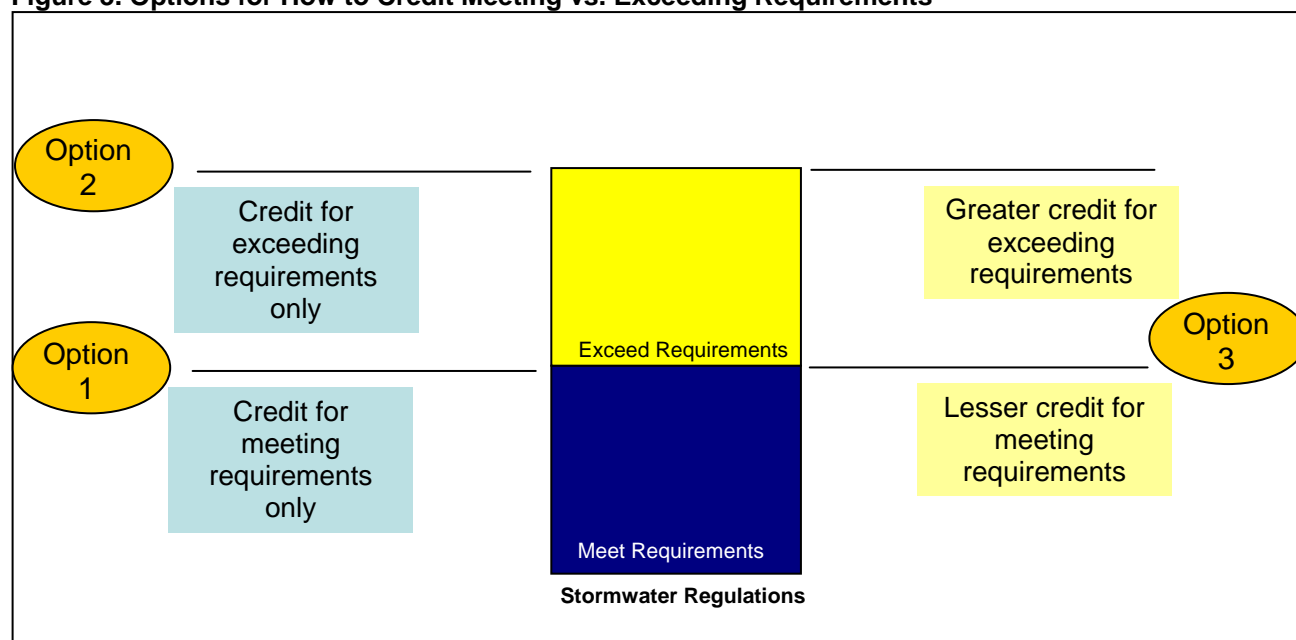 Figure 3. Options for How to Credit Meeting vs. Exceeding Requirements
Option
2
Credit for
exceeding
requirements
only
Option
1
Credit for
meeting
requirements
only
Exceed Requirements
Meet Requirements
Stormwater Regulations
Greater credit for
exceeding
requirements
Option
3
Lesser credit for
meeting
requirements